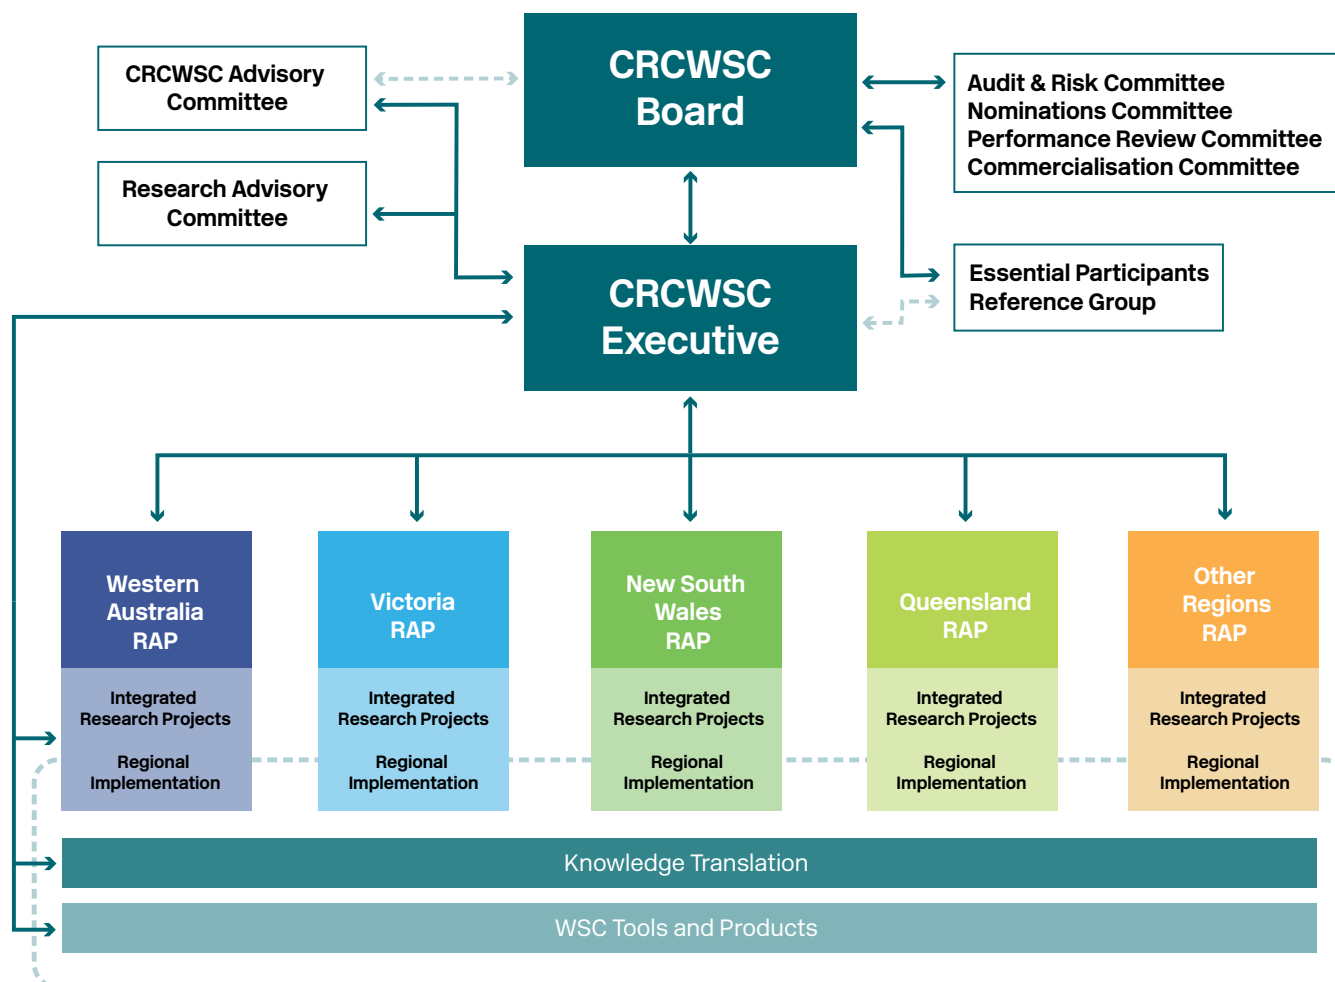 CRCWSC Advisory
Committee
CRCWSC
Board
Audit & Risk Committee
Nominations Committee
Performance Review Committee
Commercialisation Committee
Research Advisory
Committee
CRCWSC
Executive
Essential Participants
Reference Group
Western
Australia
RAP
Integrated
Research Projects
Regional
Implementation
Victoria
RAP
Integrated
Research Projects
Regional
Implementation
New South
Wales
RAP
Integrated
Research Projects
Regional
Implementation
Queensland
RAP
Integrated
Research Projects
Regional
Implementation
Other
Regions
RAP
Integrated
Research Projects
Regional
Implementation
Knowledge Translation
WSC Tools and Products